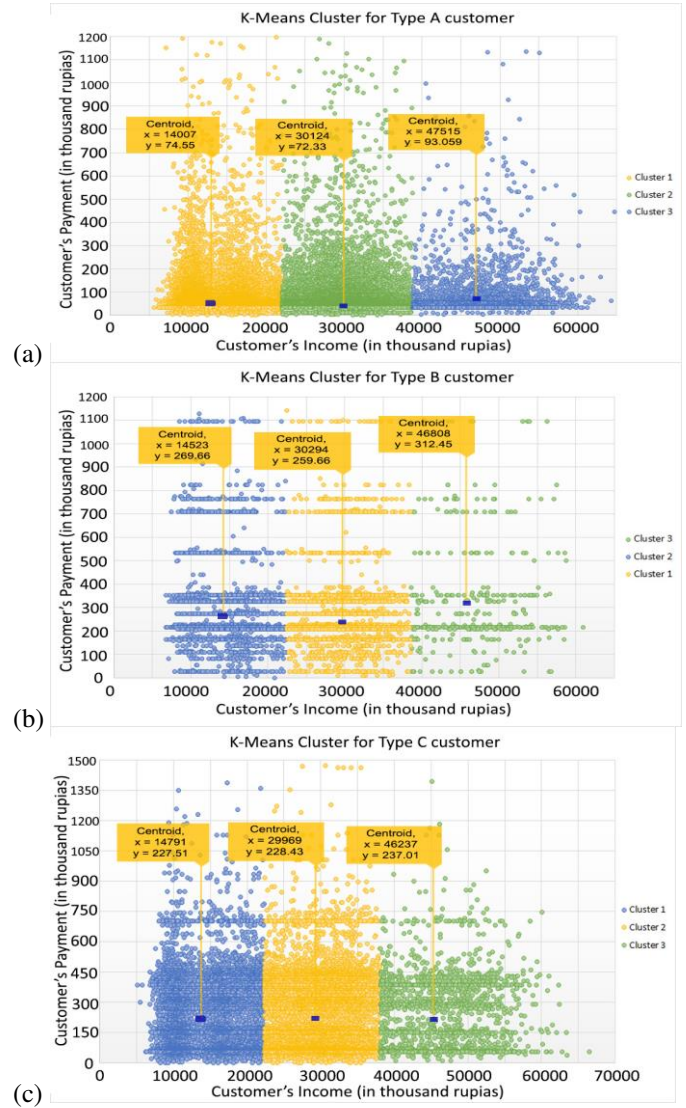 K-Means Cluster for Type A customer
1200
1100
1000
900
800
700
600
500
400
300
200
100
0
Customer's Payment (in thousand rupias)
Centroid,
x = 14007
y = 74.55
Centroid,
x = 30124
y =72.33
Centroid,
x = 47515
y = 93.059
Cluster 1
Cluster 2
Cluster 3
0 10000 20000 30000 40000 50000 60000
Customer's Income (in thousand rupias)
(a)
K-Means Cluster for Type B customer
1200
1100
1000
900
800
700
600
500
400
300
200
100
0
Customer's Payment (in thousand rupias)
Centroid,
x = 14523
y = 269.66
Centroid,
x = 30294
y = 259.66
Centroid,
x = 46808
y = 312.45
Cluster 3
Cluster 2
Cluster 1
0 10000 20000 30000 40000 50000 60000
Customer's Income (in thousand rupias)
(b)
K-Means Cluster for Type C customer
1500
1350
1200
1050
900
750
600
450
300
150
0
Customer's Payment (in thousand rupias)
Centroid,
x = 14791
y = 227.51
Centroid,
x = 29969
y = 228.43
Centroid,
x = 46237
y = 237.01
Cluster 1
Cluster 2
Cluster 3
0 10000 20000 30000 40000 50000 60000 70000
Customer's Income (in thousand rupias)
(c)